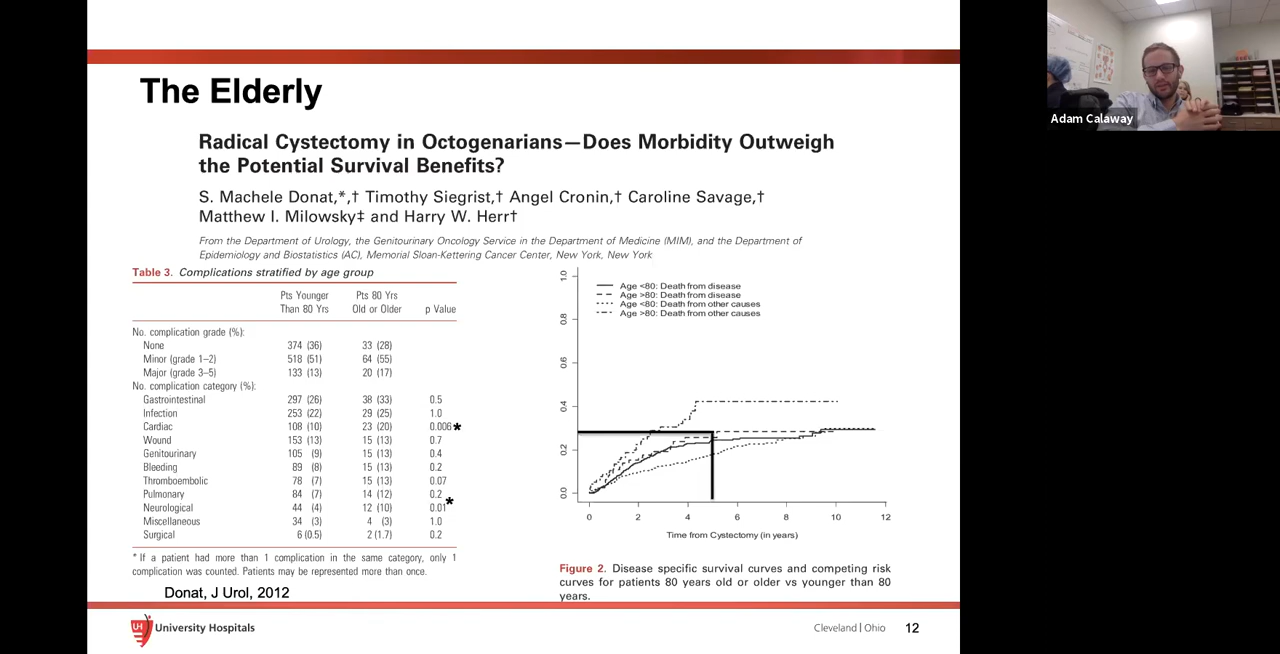 The Elderly
Radical Cystectomy in Octogenarians—Does Morbidity Outweigh
the Potential Survival Benefits?
S. Machele Donat,*,† Timothy Siegrist,† Angel Cronin,† Caroline Savage,†
Matthew I. Milowsky‡ and Harry W. Herr†
From the Department of Urology, the Genitourinary Oncology Service in the Department of Medicine (MIM), and the Department of
Epidemiology and Biostatistics (AC), Memorial Sloan-Kettering Cancer Center, New York, New York
Table 3. Complications stratified by age group
Pts Younger Pts 80 Yrs
Than 80 Yrs Old or Older p Value
No. complication grade (%):
None 374 (36) 33 (28)
Minor (grade 1–2) 518 (51) 64 (55)
Major (grade 3–5) 133 (13) 20 (17)
No. complication category (%):
Gastrointestinal 297 (26) 38 (33) 0.5
Infection 253 (22) 29 (25) 1.0
Cardiac 108 (10) 23 (20) 0.006 *
Wound 153 (13) 15 (13) 0.7
Genitourinary 105 (9) 15 (13) 0.4
Bleeding 89 (8) 15 (13) 0.2
Thromboembolic 78 (7) 15 (13) 0.07
Pulmonary 84 (7) 14 (12) 0.2
Neurological 44 (4) 12 (10) 0.01 *
Miscellaneous 34 (3) 4 (3) 1.0
Surgical 6 (0.5) 2 (1.7) 0.2
* If a patient had more than 1 complication in the same category, only 1
complication was counted. Patients may be represented more than once.
Donat, J Urol, 2012
Age <80: Death from disease
Age >80: Death from disease
Age <80: Death from other causes
Age >80: Death from other causes
1.0
0.8
0.6
0.4
0.2
0.0
0 2 4 6 8 10 12
Time from Cystectomy (in years)
Figure 2. Disease specific survival curves and competing risk
curves for patients 80 years old or older vs younger than 80
years.
UH University Hospitals
Cleveland | Ohio 12
Adam Calaway